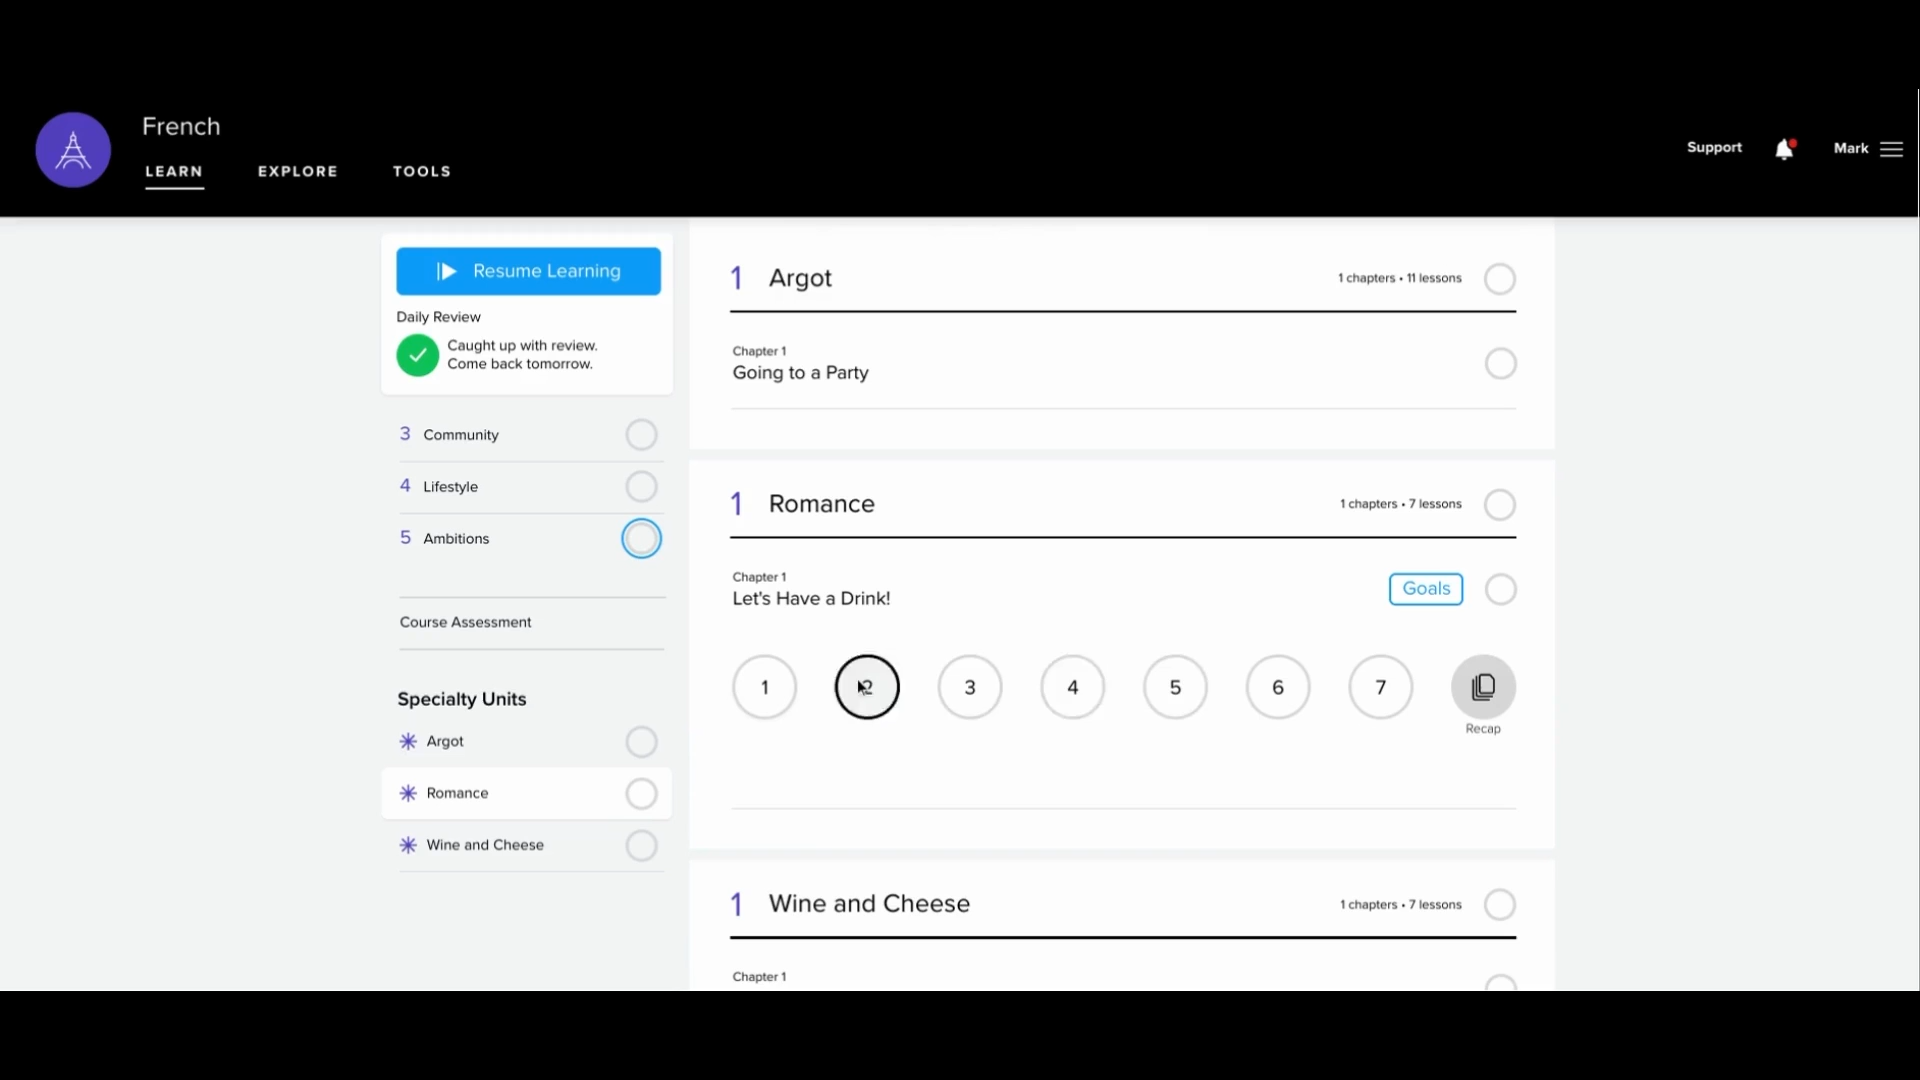 French
LEARN
EXPLORE
TOOLS
Support
Mark
Resume Learning
Daily Review
Caught up with review.
Come back tomorrow.
3 Community
4 Lifestyle
5 Ambitions
Course Assessment
Specialty Units
Argot
Romance
Wine and Cheese
1 Argot
1 chapters • 11 lessons
Chapter 1
Going to a Party
1 Romance
1 chapters • 7 lessons
Chapter 1
Let's Have a Drink!
Goals
1 2 3 4 5 6 7
Recap
1 Wine and Cheese
1 chapters • 7 lessons
Chapter 1